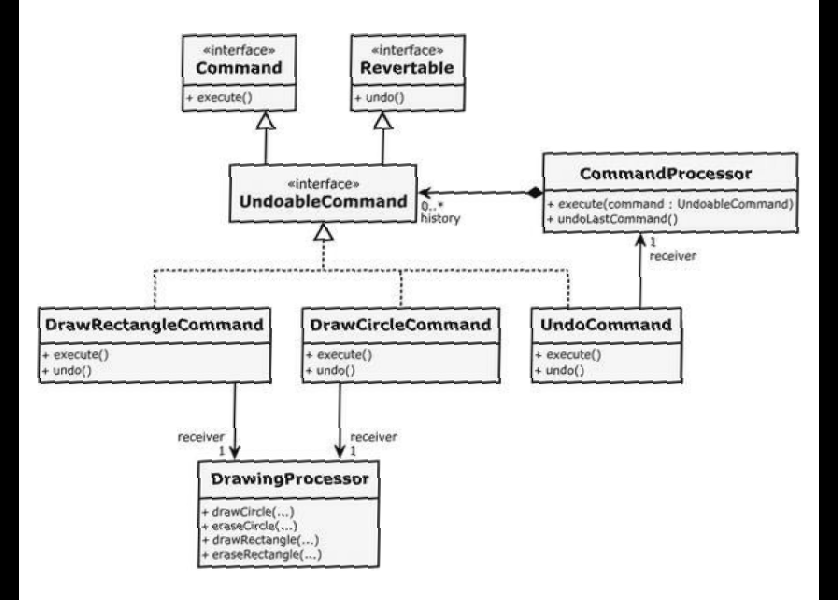 «interface»
Command
+ execute()
«interface»
Revertable
+ undo()
«interface»
UndoableCommand
0..*
history
CommandProcessor
+ execute(command : UndoableCommand)
+ undoLastCommand()
1
receiver
DrawRectangleCommand
+ execute()
+ undo()
DrawCircleCommand
+ execute()
+ undo()
UndoCommand
+ execute()
+ undo()
receiver
1
receiver
1
DrawingProcessor
+ drawCircle(...)
+ eraseCircle(...)
+ drawRectangle(...)
+ eraseRectangle(...)